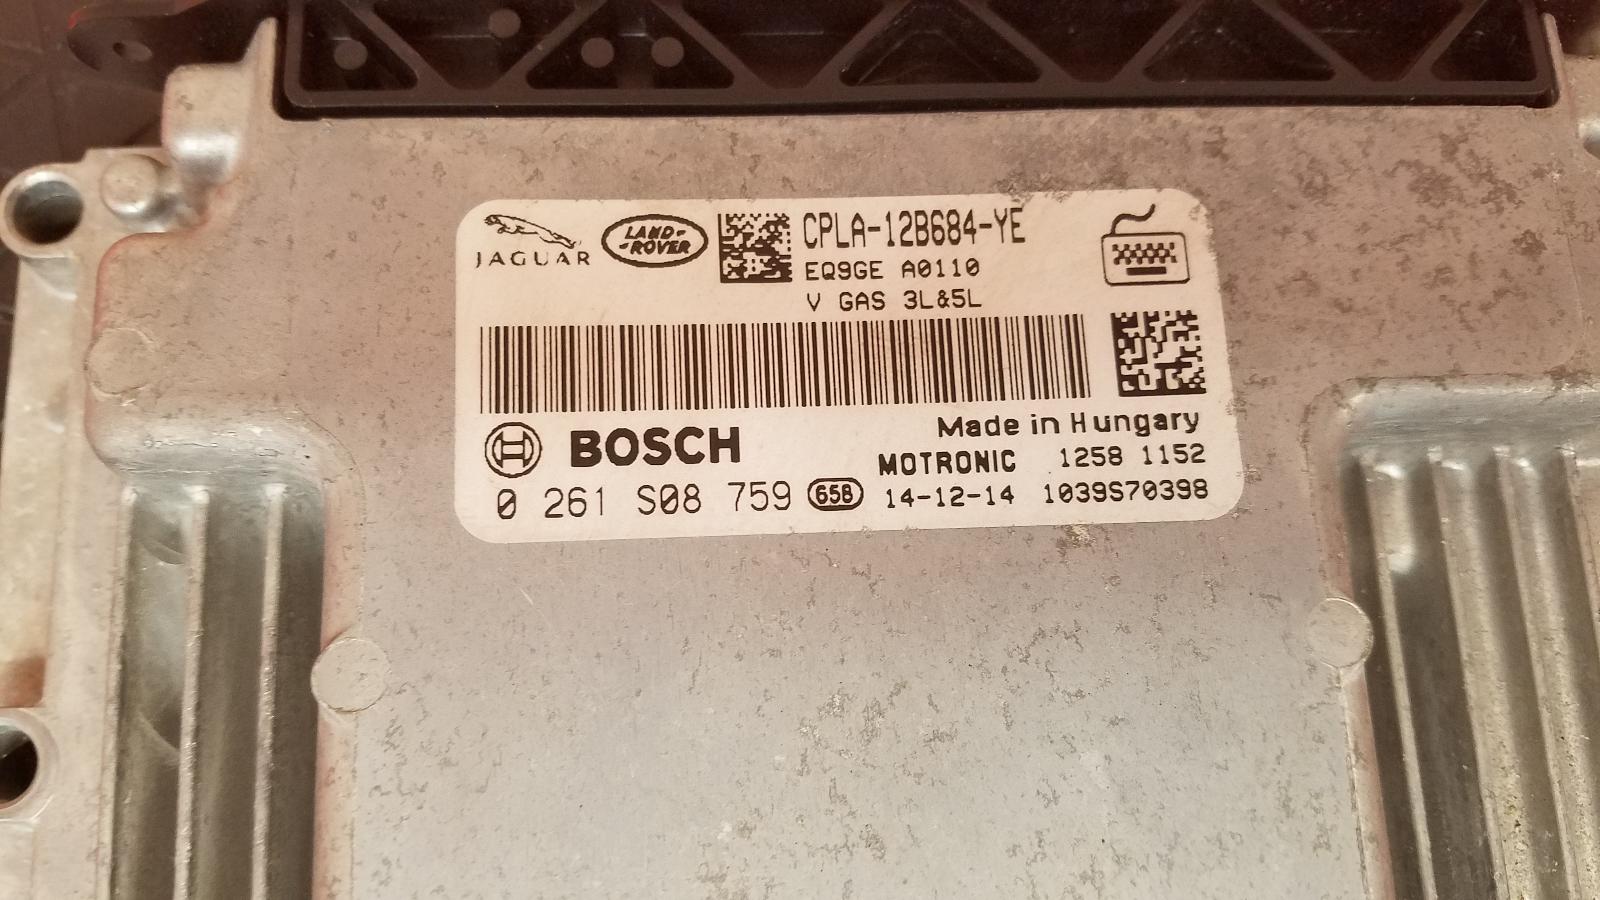 JAGUAR
LAND-
-ROVER
CPLA-12B684-YE
EQ9GE A0110
V GAS 3L&5L
Made in Hungary
BOSCH
MOTRONIC 1258 1152
0 261 S08 759 658 14-12-14 1039S70398